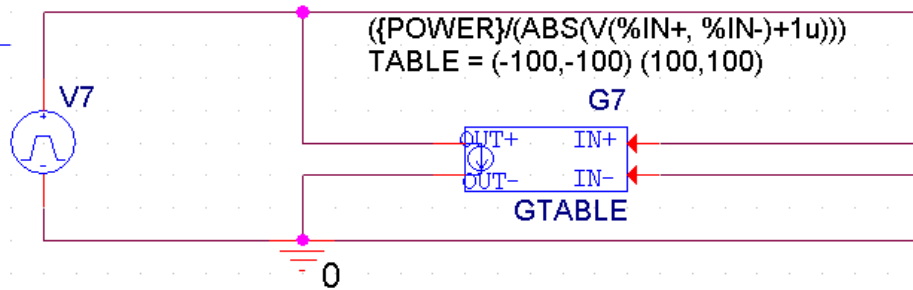 ({POWER}/(ABS(V(%IN+, %IN-)+1u)))
TABLE = (-100,-100) (100,100)
V7
G7
OUT+ IN+
OUT- IN-
GTABLE
0